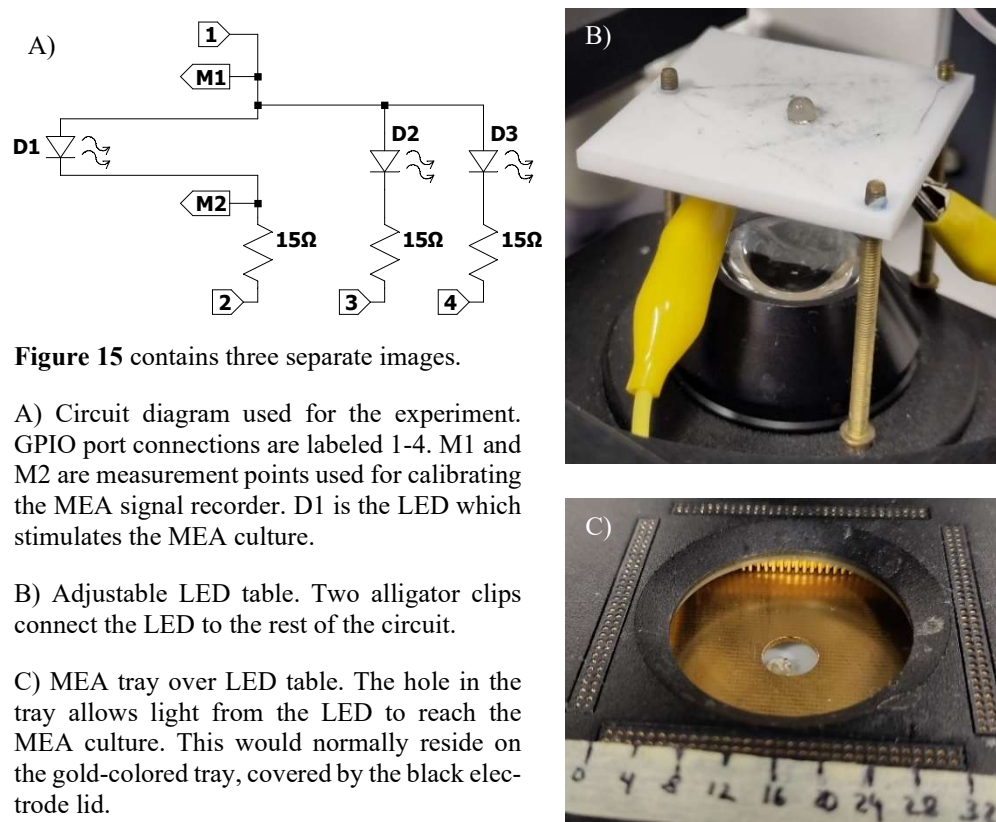 A)
1
M1
D1
D2
D3
M2
15Ω
15Ω
15Ω
2
3
4
Figure 15 contains three separate images.
A) Circuit diagram used for the experiment.
GPIO port connections are labeled 1-4. M1 and
M2 are measurement points used for calibrating
the MEA signal recorder. D1 is the LED which
stimulates the MEA culture.
B) Adjustable LED table. Two alligator clips
connect the LED to the rest of the circuit.
C) MEA tray over LED table. The hole in the
tray allows light from the LED to reach the
MEA culture. This would normally reside on
the gold-colored tray, covered by the black elec-
trode lid.
B)
C)
0 4 8 12 16 20 24 28 32